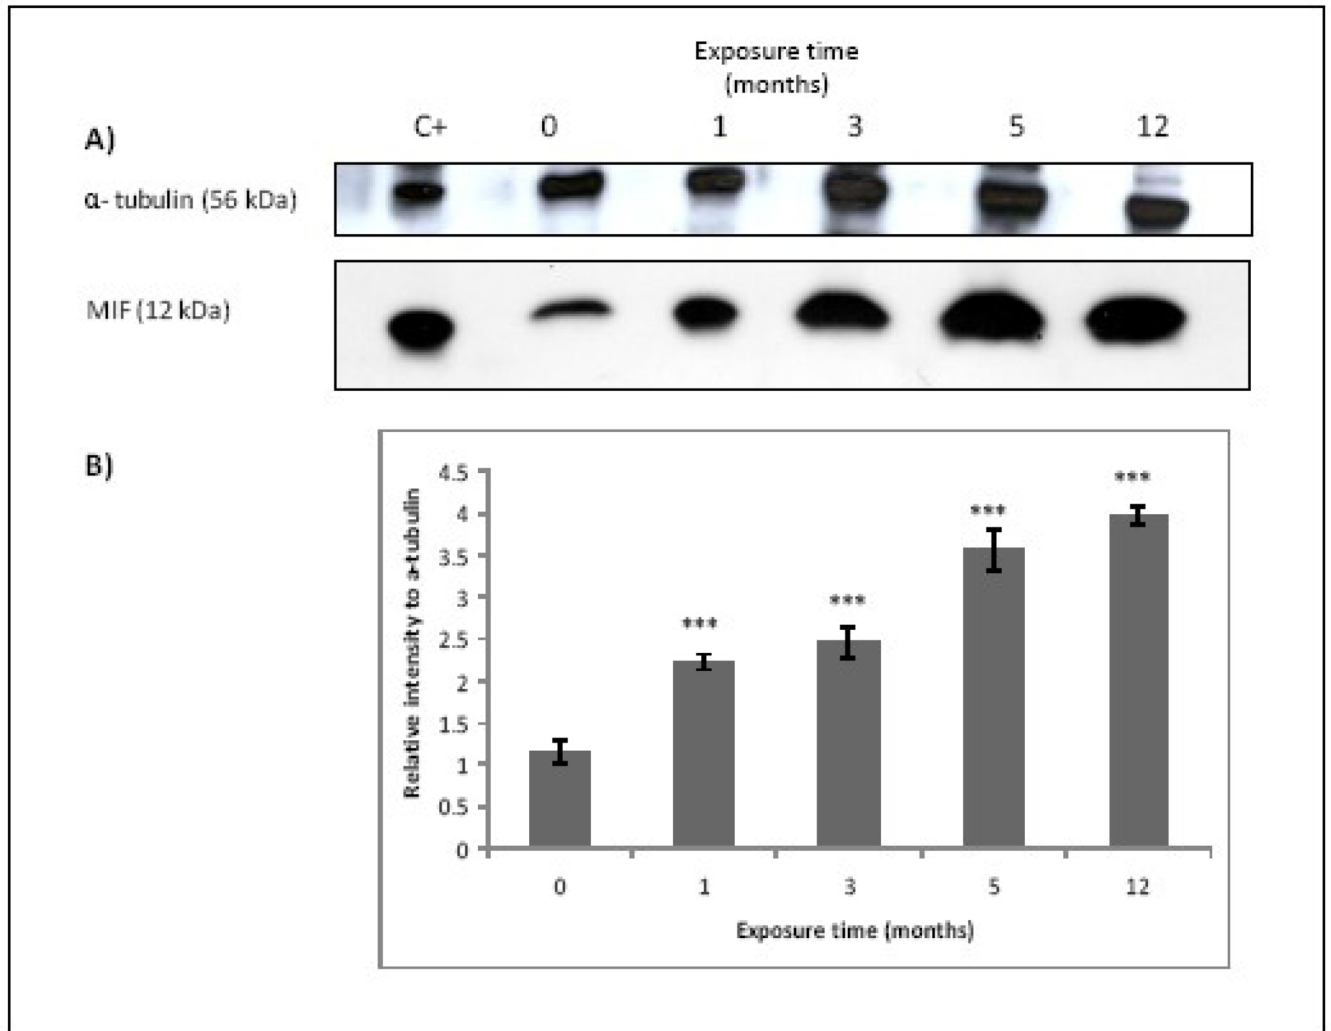 Exposure time
(months)
A)
C+ 0 1 3 5 12
α- tubulin (56 kDa)
MIF (12 kDa)
B)
Relative intensity to a-tubulin
4.5
4
3.5
3
2.5
2
1.5
1
0.5
0
***
***
***
***
0 1 3 5 12
Exposure time (months)